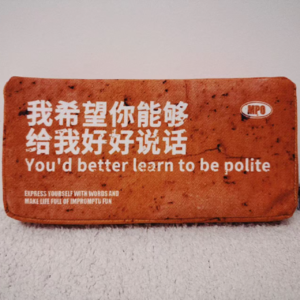 MPO
我希望你能够
给我好好说话
You'd better learn to be polite
EXPRESS YOURSELF WITH WORDS AND
MAKE LIFE FULL OF IMPROMPTU FUN